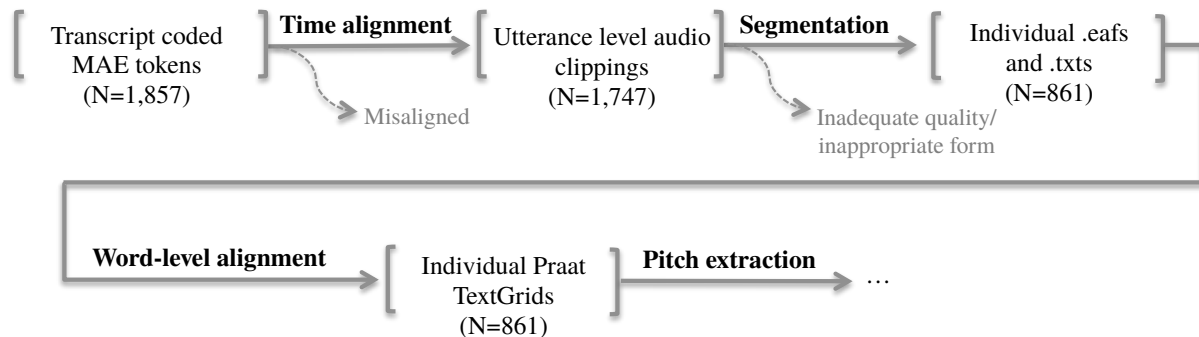 Transcript coded
MAE tokens
(N=1,857)
Time alignment
Misaligned
Utterance level audio
clippings
(N=1,747)
Segmentation
Inadequate quality/
inappropriate form
Individual .eafs
and .txts
(N=861)
Word-level alignment
Individual Praat
TextGrids
(N=861)
Pitch extraction
…